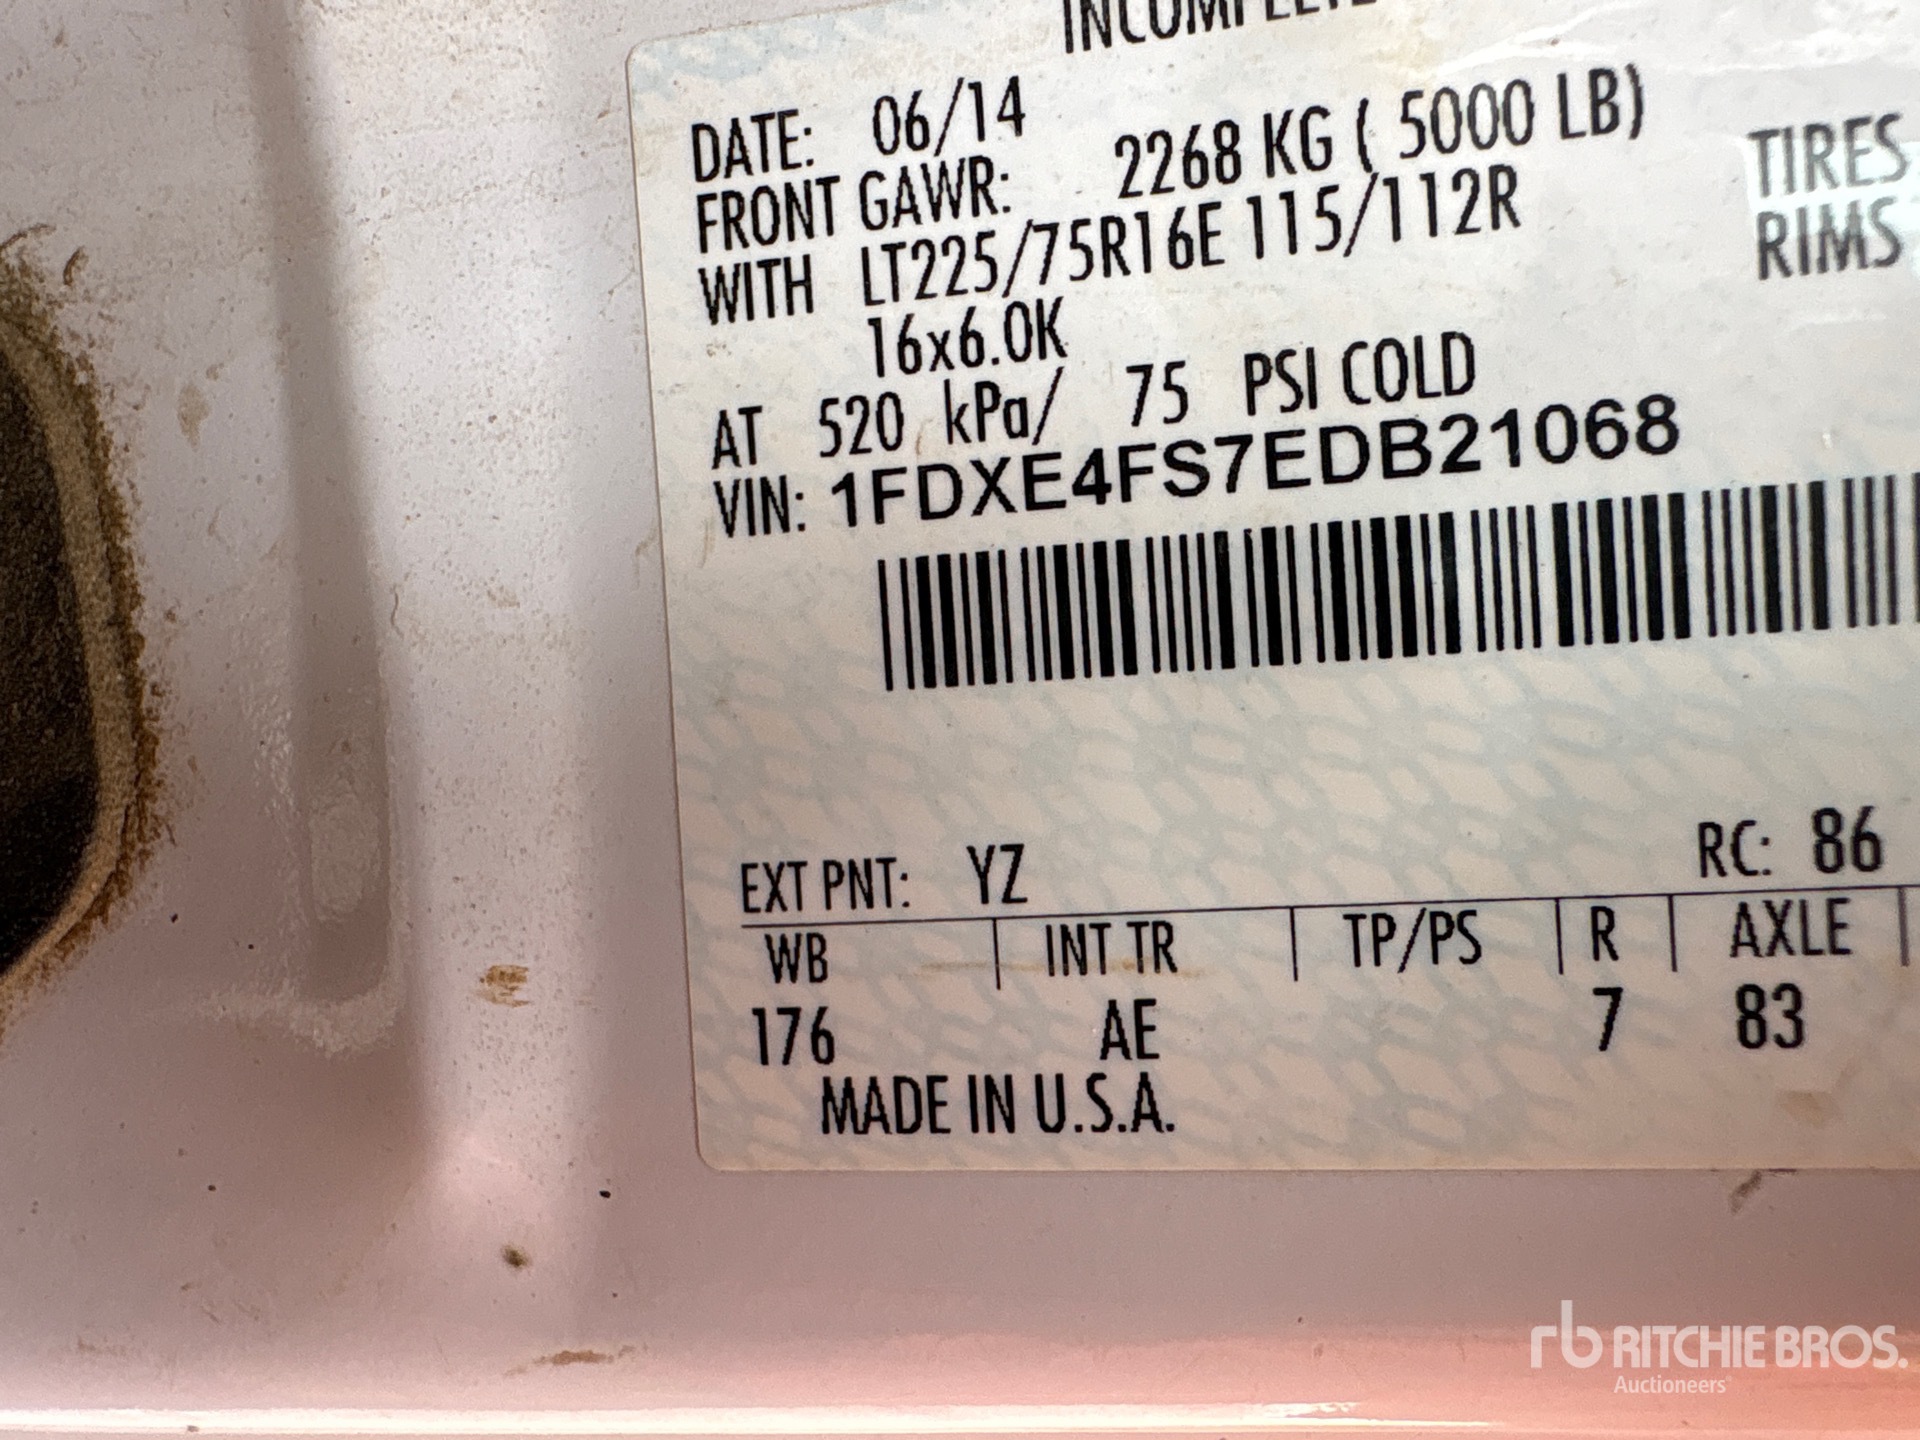 INCOMPLETE
DATE: 06/14
FRONT GAWR: 2268 KG ( 5000 LB)
WITH LT225/75R16E 115/112R
16x6.0K
AT 520 kPa/ 75 PSI COLD
VIN: 1FDXE4FS7EDB21068
TIRES
RIMS
EXT PNT: YZ
RC: 86
WB | INT TR | TP/PS | R | AXLE |
176 AE 7 83
MADE IN U.S.A.
rb RITCHIE BROS.
Auctioneers